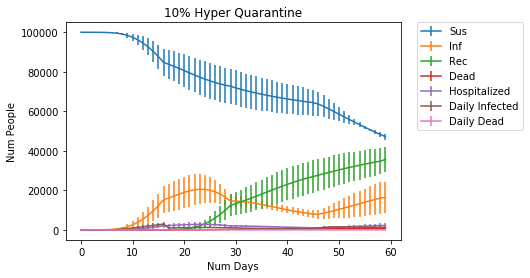 10% Hyper Quarantine
100000
80000
60000
40000
20000
0
Num People
0
10
20
30
40
50
60
Num Days
Sus
Inf
Rec
Dead
Hospitalized
Daily Infected
Daily Dead